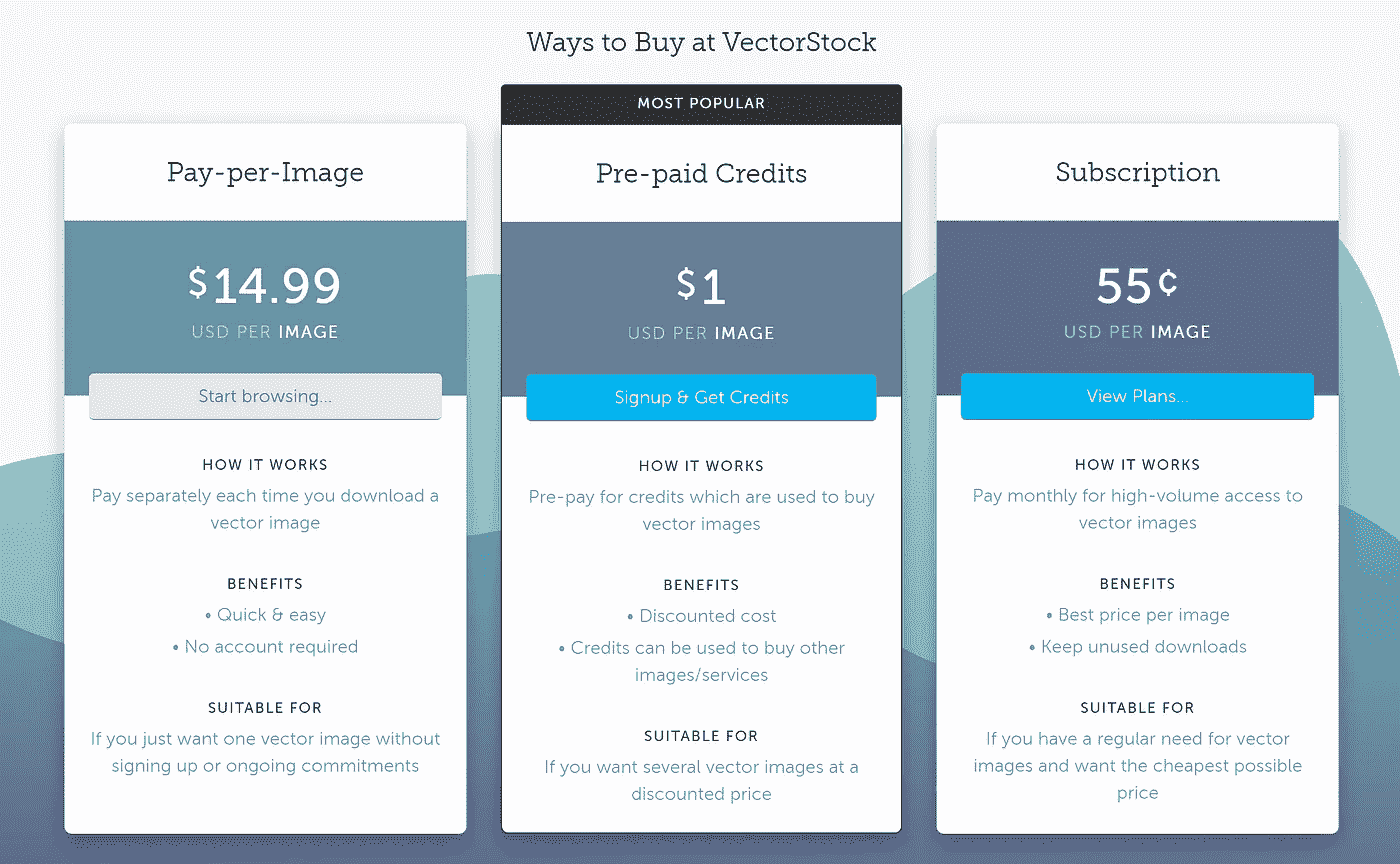 Ways to Buy at VectorStock
Pay-per-Image
$14.99
USD PER IMAGE
Start browsing...
HOW IT WORKS
Pay separately each time you download a
vector image
BENEFITS
• Quick & easy
• No account required
SUITABLE FOR
If you just want one vector image without
signing up or ongoing commitments
MOST POPULAR
Pre-paid Credits
$1
USD PER IMAGE
Signup & Get Credits
HOW IT WORKS
Pre-pay for credits which are used to buy
vector images
BENEFITS
• Discounted cost
• Credits can be used to buy other
images/services
SUITABLE FOR
If you want several vector images at a
discounted price
Subscription
55¢
USD PER IMAGE
View Plans...
HOW IT WORKS
Pay monthly for high-volume access to
vector images
BENEFITS
• Best price per image
• Keep unused downloads
SUITABLE FOR
If you have a regular need for vector
images and want the cheapest possible
price